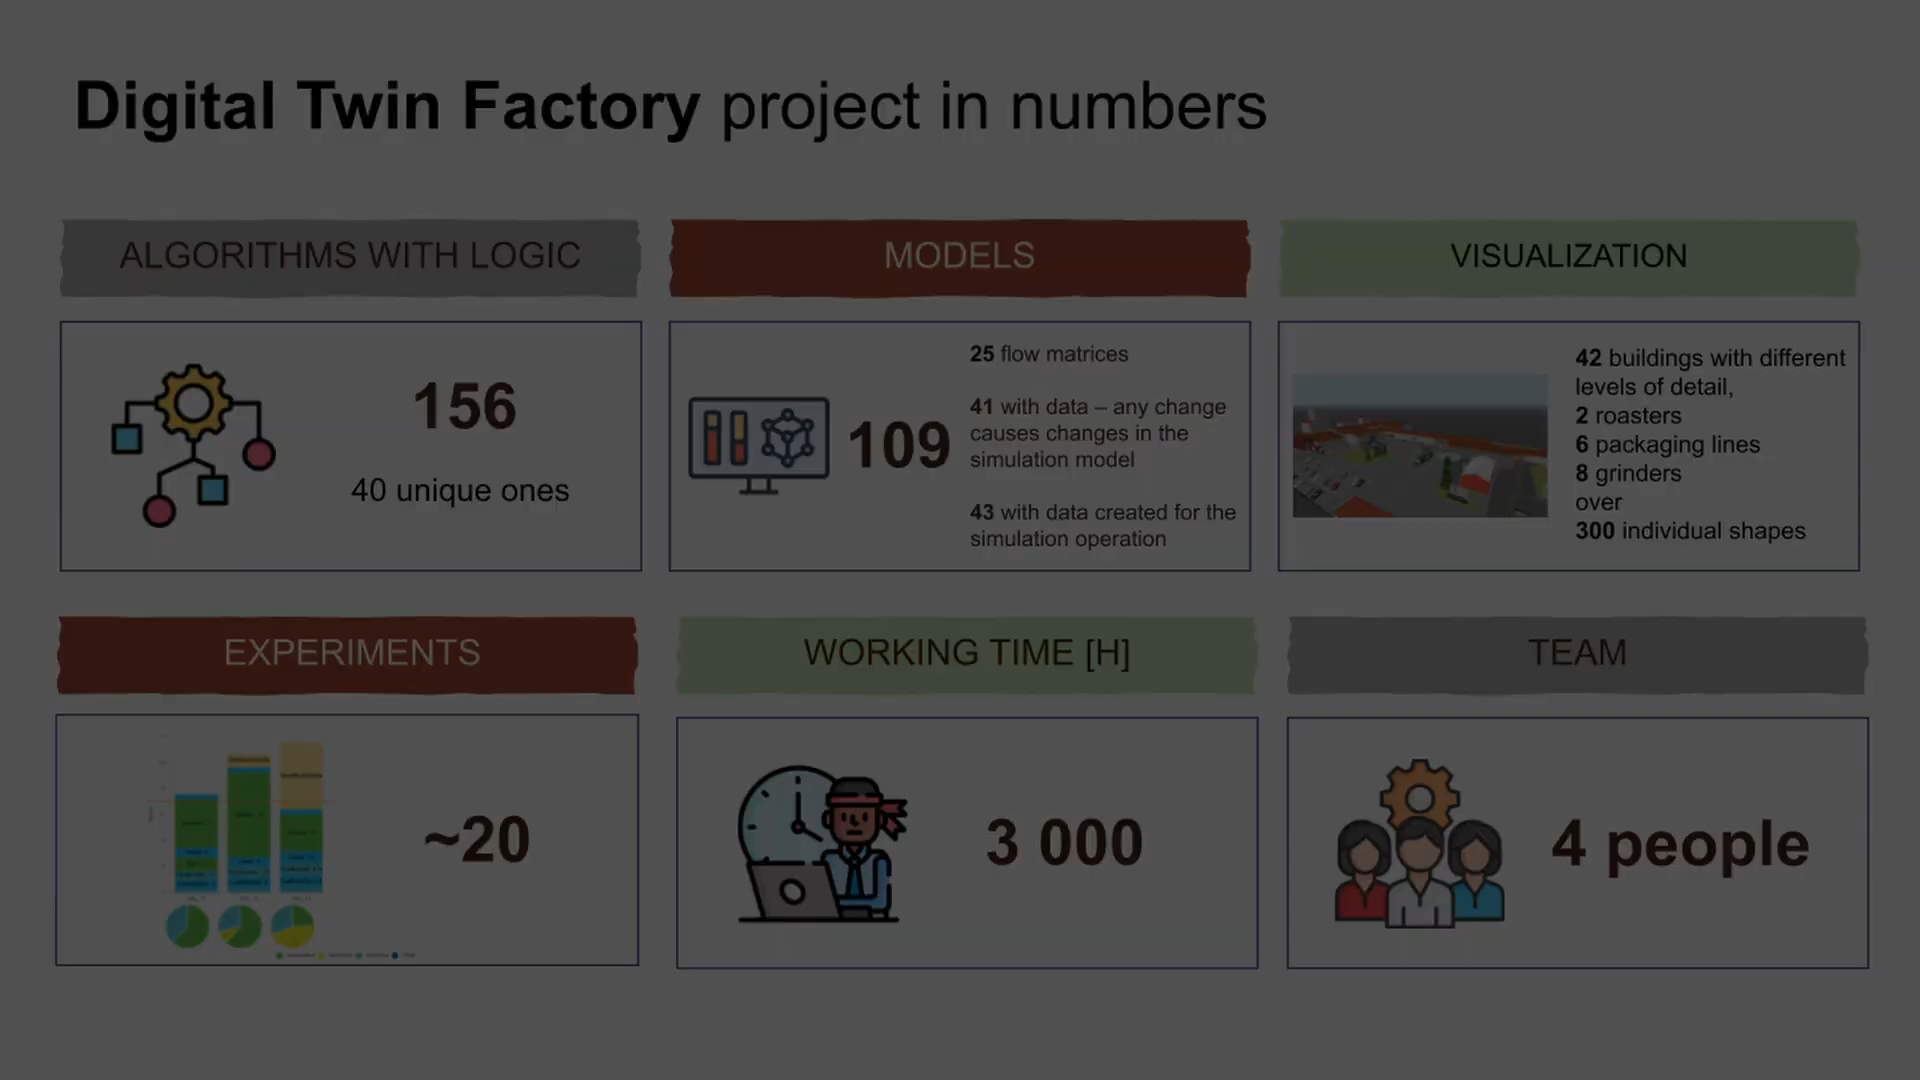 Digital Twin Factory project in numbers
ALGORITHMS WITH LOGIC
156
40 unique ones
MODELS
109
25 flow matrices
41 with data – any change
causes changes in the
simulation model
43 with data created for the
simulation operation
VISUALIZATION
42 buildings with different
levels of detail,
2 roasters
6 packaging lines
8 grinders
over
300 individual shapes
EXPERIMENTS
~20
WORKING TIME [H]
3 000
TEAM
4 people